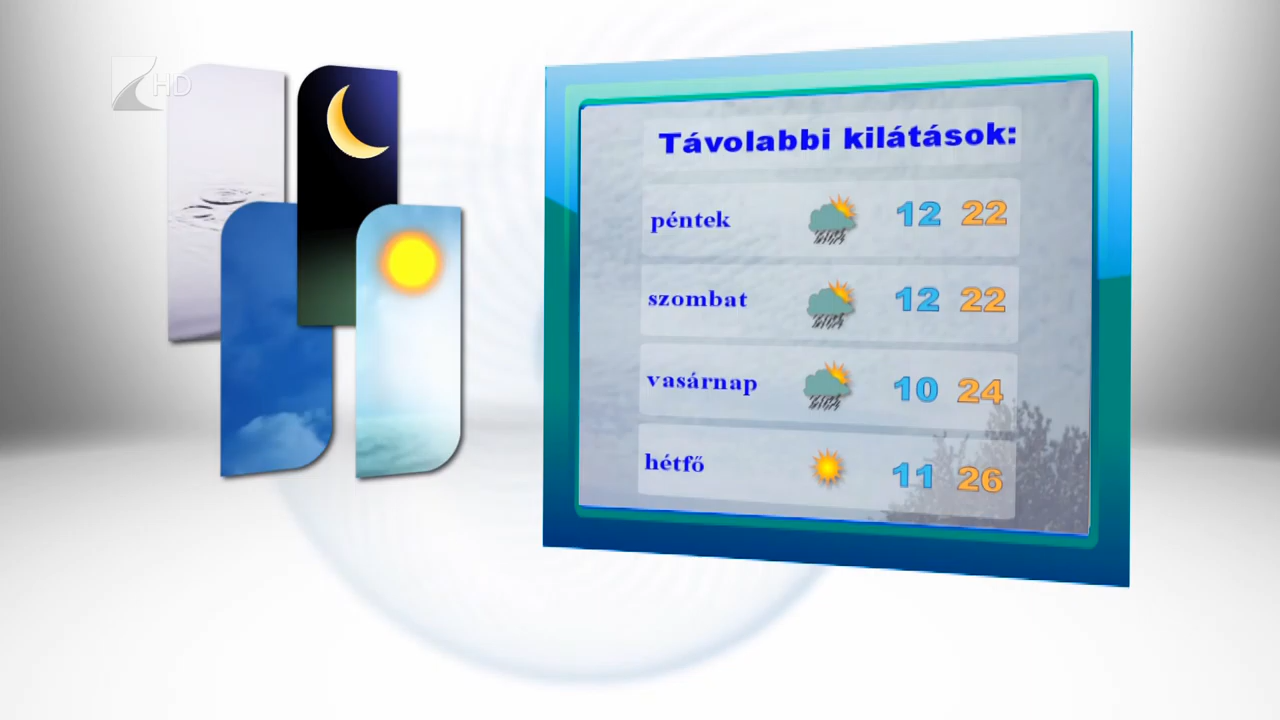 HD
Távolabbi kilátások:
péntek 12 22
szombat 12 22
vasárnap 10 24
hétfő 11 26